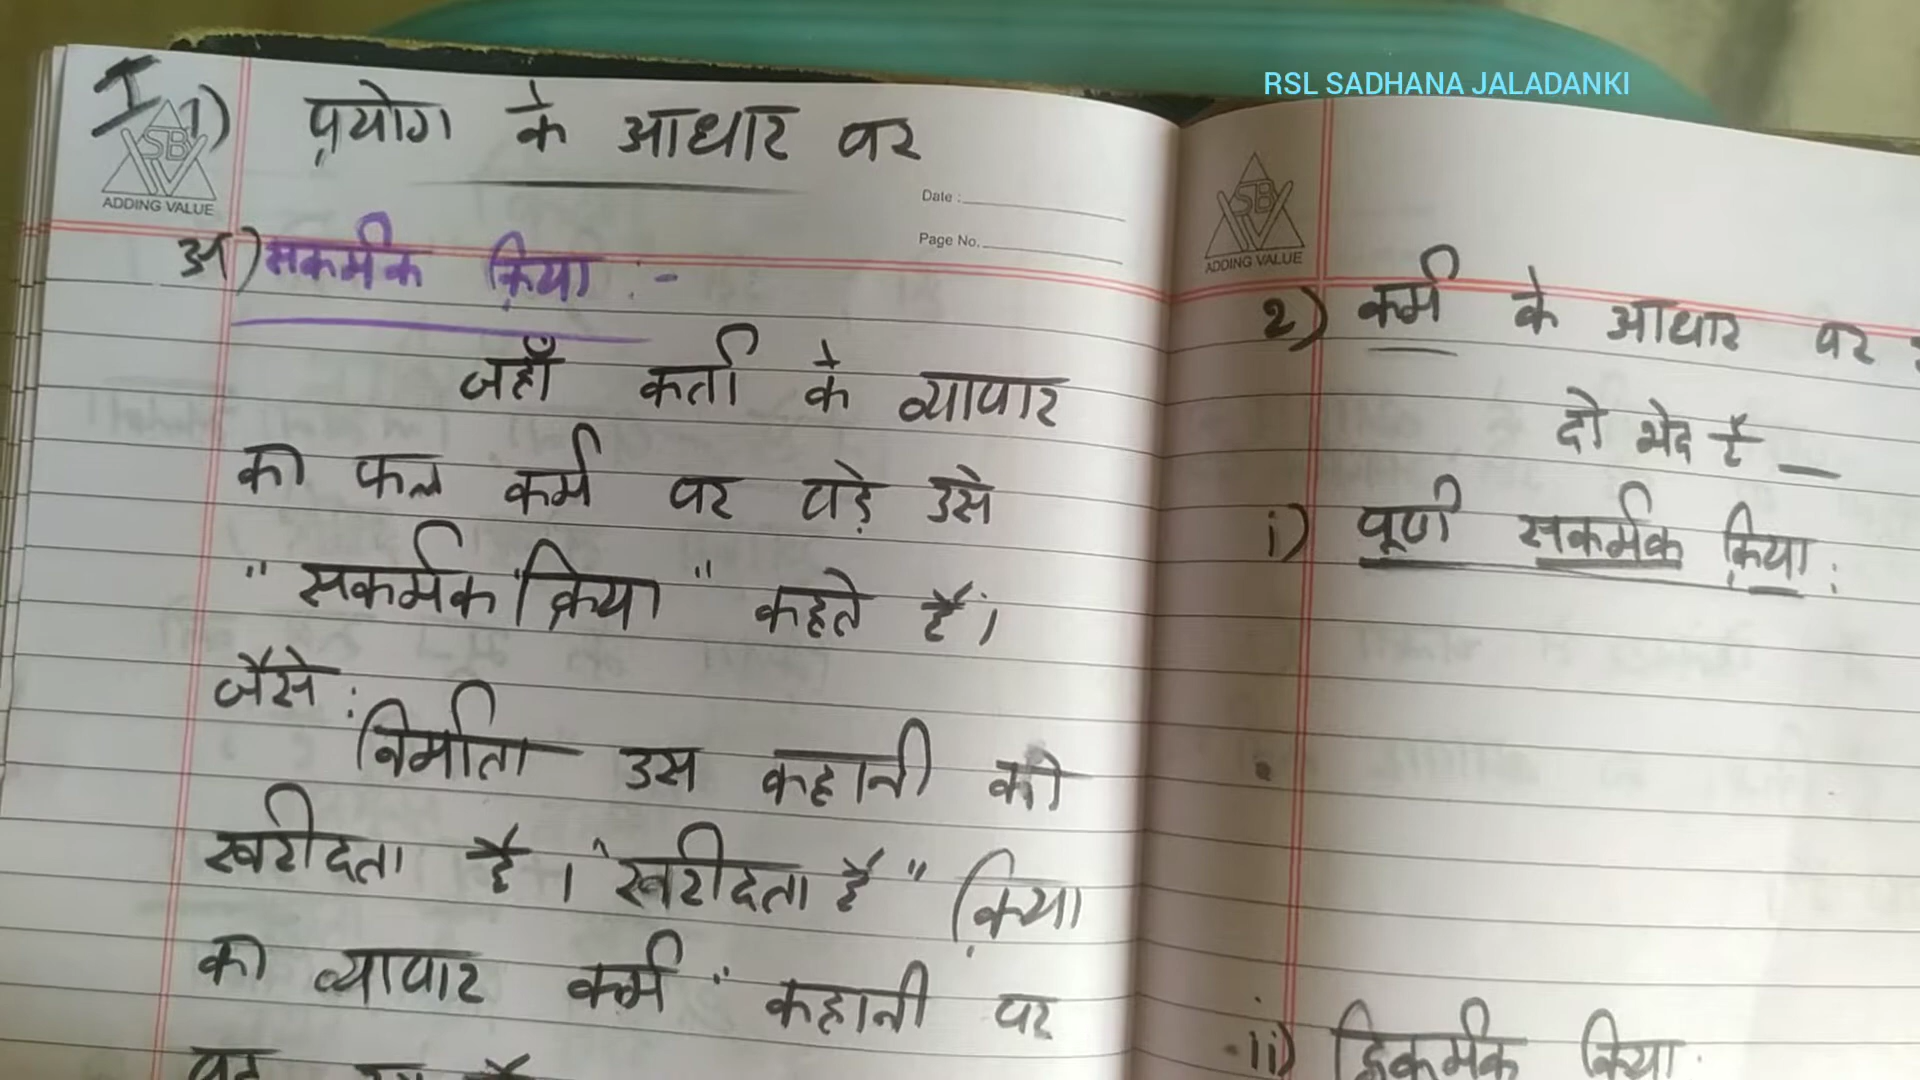 RSL SADHANA JALADANKI
I 1) प्रयोग के आधार पर
SBV
ADDING VALUE
Date :
Page No.
अ) सकर्मक क्रिया :-
जहाँ कर्ता के व्यापार
का फल कर्म पर पड़े उसे
"सकर्मक क्रिया" कहते हैं।
जैसे :
निर्माता उस कहानी को
खरीदता है। "खरीदता है" क्रिया
का व्यापार कर्म "कहानी पर
SBV
ADDING VALUE
2) कर्म के आधार पर
दो भेद हैं —
i) पूर्ण सकर्मक क्रिया :
ii) द्विकर्मक क्रिया